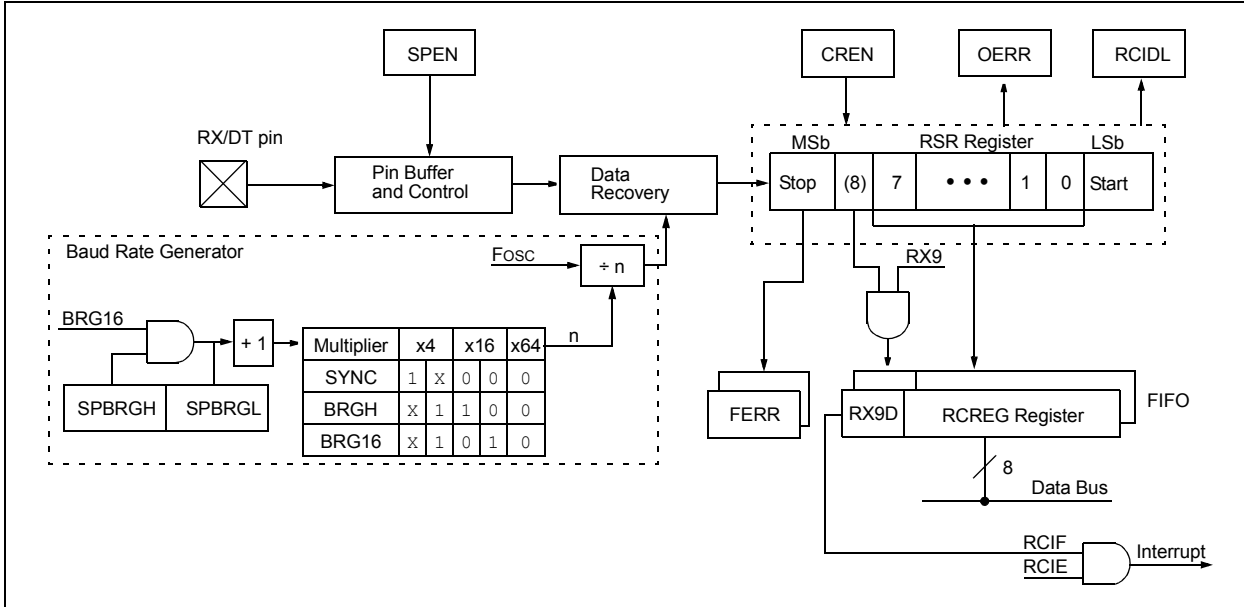 SPEN
CREN
OERR
RCIDL
RX/DT pin
Pin Buffer
and Control
Data
Recovery
MSb
RSR Register
LSb
Stop
(8)
7
• • •
1
0
Start
Baud Rate Generator
FOSC
÷ n
RX9
BRG16
+ 1
n
Multiplier x4 x16 x64
SYNC 1 X 0 0 0
BRGH X 1 1 0 0
BRG16 X 1 0 1 0
SPBRGH
SPBRGL
FERR
RX9D
RCREG Register
FIFO
8
Data Bus
RCIF
RCIE
Interrupt